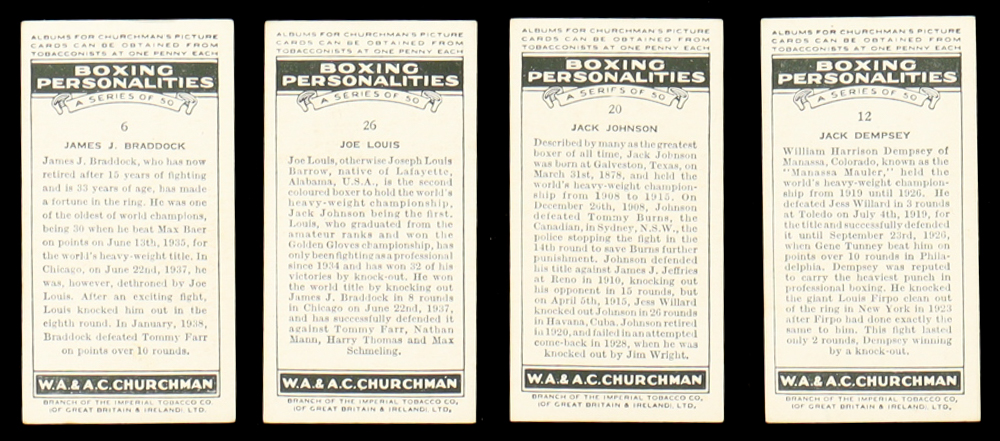 ALBUMS FOR CHURCHMAN'S PICTURE
CARDS CAN BE OBTAINED FROM
TOBACCONISTS AT ONE PENNY EACH
BOXING
PERSONALITIES
A SERIES OF 50
6
JAMES J. BRADDOCK
James J. Braddock, who has now
retired after 15 years of fighting
and is 33 years of age, has made
a fortune in the ring. He was one
of the oldest of world champions,
being 30 when he beat Max Baer
on points on June 13th, 1935, for
the world's heavy-weight title. In
Chicago, on June 22nd, 1937, he
was, however, dethroned by Joe
Louis. After an exciting fight,
Louis knocked him out in the
eighth round. In January, 1938,
Braddock defeated Tommy Farr
on points over 10 rounds.
W.A.& A.C. CHURCHMAN
BRANCH OF THE IMPERIAL TOBACCO CO.
(OF GREAT BRITAIN & IRELAND), LTD.
ALBUMS FOR CHURCHMAN'S PICTURE
CARDS CAN BE OBTAINED FROM
TOBACCONISTS AT ONE PENNY EACH
BOXING
PERSONALITIES
A SERIES OF 50
26
JOE LOUIS
Joe Louis, otherwise Joseph Louis
Barrow, native of Lafayette,
Alabama, U.S.A., is the second
coloured boxer to hold the world's
heavy-weight championship,
Jack Johnson being the first.
Louis, who graduated from the
amateur ranks and won the
Golden Gloves championship, has
only been fighting as a professional
since 1934 and has won 32 of his
victories by knock-out. He won
the world title by knocking out
James J. Braddock in 8 rounds
in Chicago on June 22nd, 1937,
and has successfully defended it
against Tommy Farr, Nathan
Mann, Harry Thomas and Max
Schmeling.
W.A.& A.C. CHURCHMAN
BRANCH OF THE IMPERIAL TOBACCO CO.
(OF GREAT BRITAIN & IRELAND), LTD.
ALBUMS FOR CHURCHMAN'S PICTURE
CARDS CAN BE OBTAINED FROM
TOBACCONISTS AT ONE PENNY EACH
BOXING
PERSONALITIES
A SERIES OF 50
20
JACK JOHNSON
Described by many as the greatest
boxer of all time, Jack Johnson
was born at Galveston, Texas, on
March 31st, 1878, and held the
world's heavy-weight champion-
ship from 1908 to 1915. On
December 26th, 1908, Johnson
defeated Tommy Burns, the
Canadian, in Sydney, N.S.W., the
police stopping the fight in the
14th round to save Burns further
punishment. Johnson defended
his title against James J. Jeffries
at Reno in 1910, knocking out
his opponent in 15 rounds, but
on April 5th, 1915, Jess Willard
knocked out Johnson in 26 rounds
in Havana, Cuba. Johnson retired
in 1920, and failed in an attempted
come-back in 1928, when he was
knocked out by Jim Wright.
W.A.& A.C. CHURCHMAN
BRANCH OF THE IMPERIAL TOBACCO CO.
(OF GREAT BRITAIN & IRELAND), LTD.
ALBUMS FOR CHURCHMAN'S PICTURE
CARDS CAN BE OBTAINED FROM
TOBACCONISTS AT ONE PENNY EACH
BOXING
PERSONALITIES
A SERIES OF 50
12
JACK DEMPSEY
William Harrison Dempsey of
Manassa, Colorado, known as the
"Manassa Mauler," held the
world's heavy-weight champion-
ship from 1919 until 1926. He
defeated Jess Willard in 3 rounds
at Toledo on July 4th, 1919, for
the title and successfully defended
it until September 23rd, 1926,
when Gene Tunney beat him on
points over 10 rounds in Phila-
delphia. Dempsey was reputed
to carry the heaviest punch in
professional boxing. He knocked
the giant Louis Firpo clean out
of the ring in New York in 1923
after Firpo had done exactly the
same to him. This fight lasted
only 2 rounds, Dempsey winning
by a knock-out.
W.A.& A.C. CHURCHMAN
BRANCH OF THE IMPERIAL TOBACCO CO.
(OF GREAT BRITAIN & IRELAND), LTD.